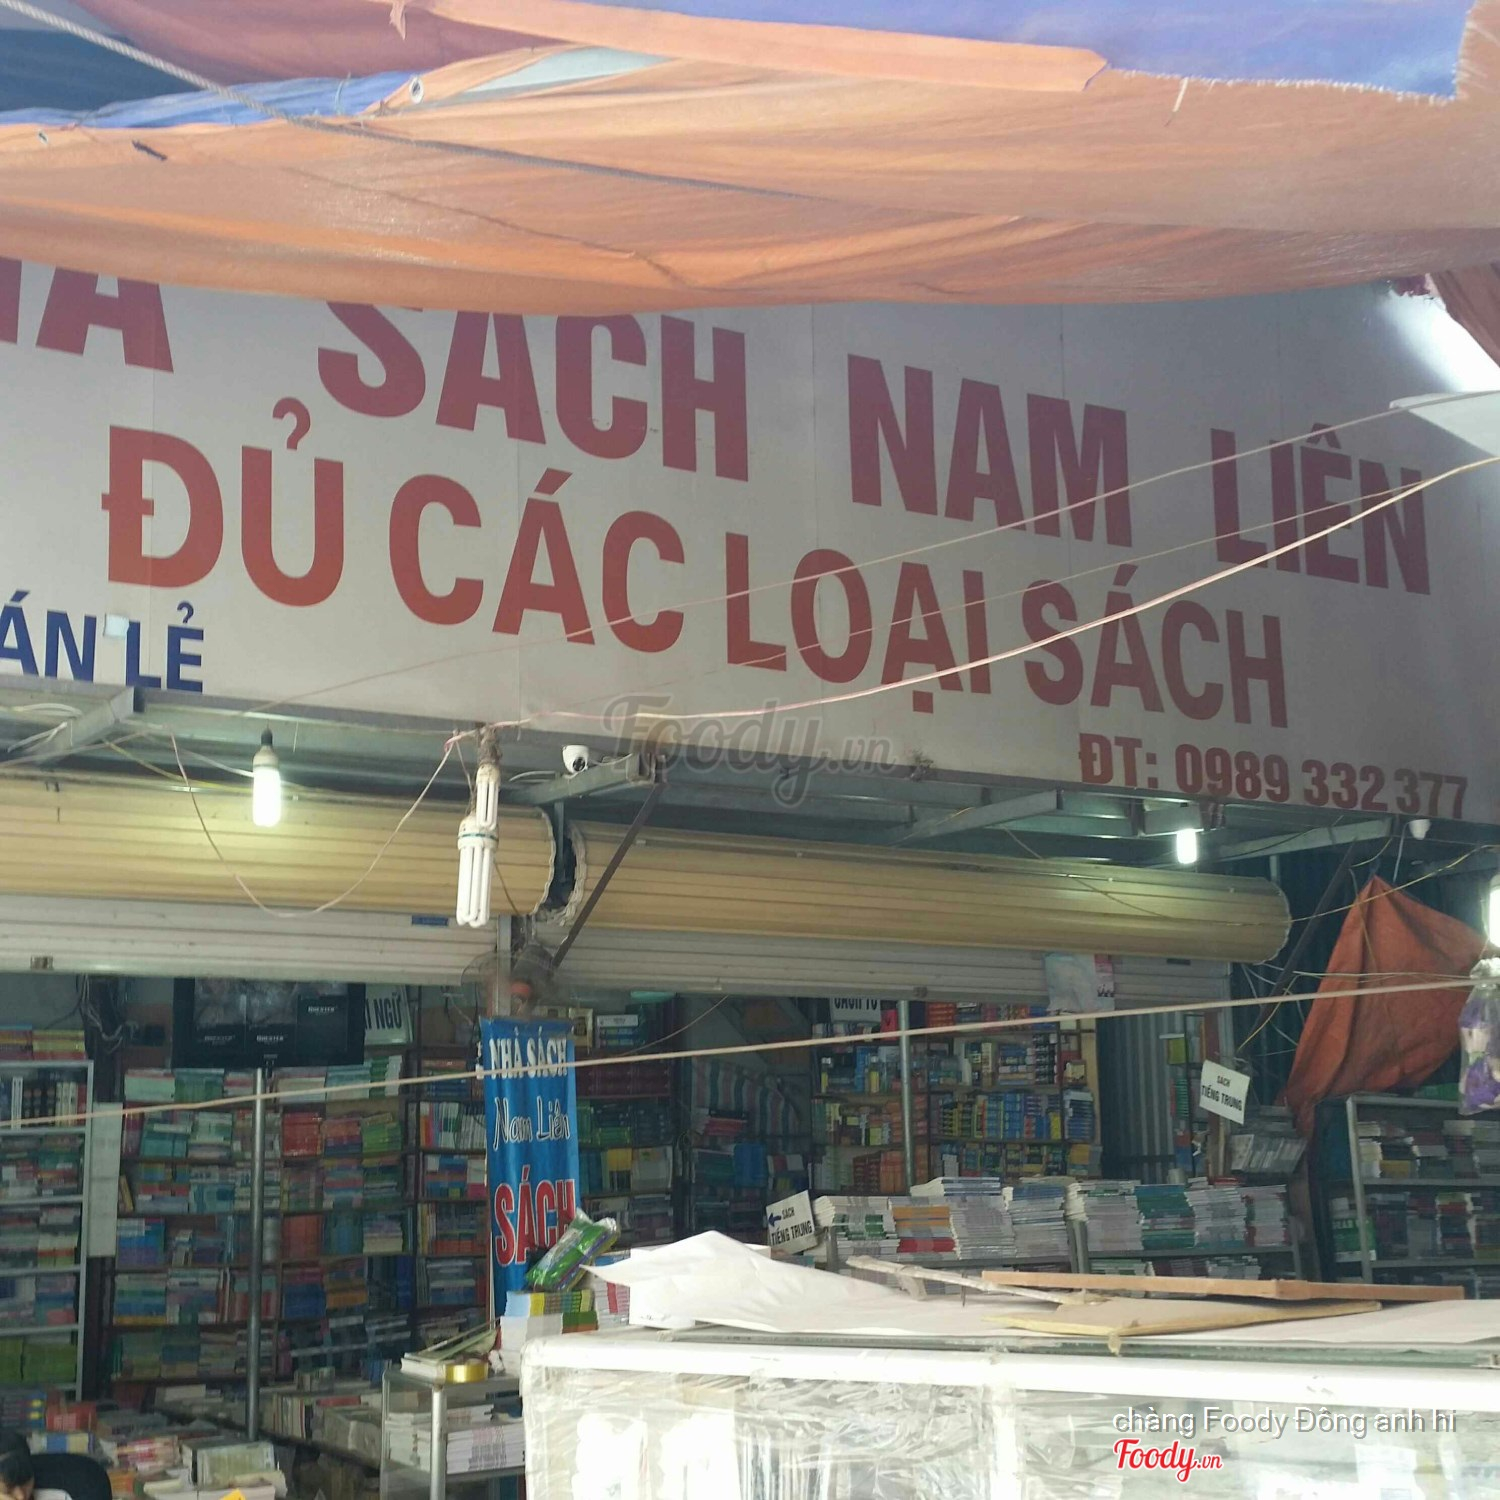 SÁCH NAM LIÊN
ĐỦ CÁC LOẠI SÁCH
ÁN LẺ
ĐT: 0989 332 377
Foody.vn
NGỮ
NHÀ SÁCH
Nam Liên
SÁCH
SÁCH
TIẾNG TRUNG
SÁCH
TIẾNG TRUNG
chàng Foody Đông anh hi
Foody.vn